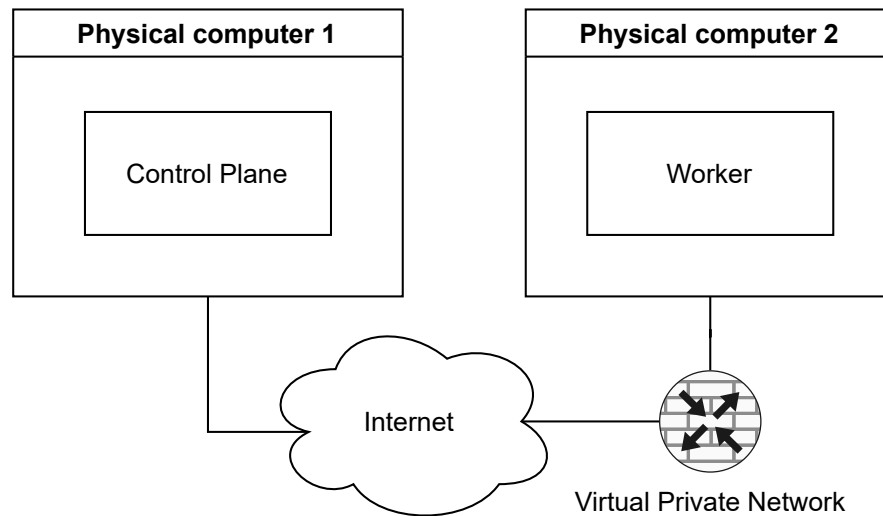 Physical computer 1
Physical computer 2
Control Plane
Worker
Internet
Virtual Private Network